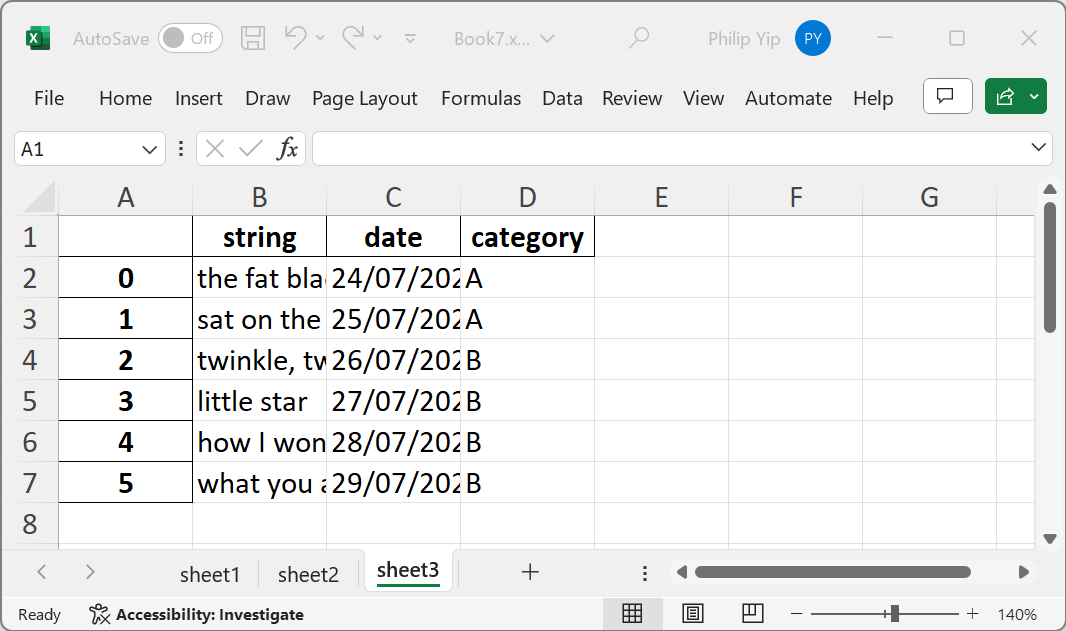 AutoSave Off Book7.x... Philip Yip PY
File Home Insert Draw Page Layout Formulas Data Review View Automate Help
A1 fx
A B C D E F G
1 string date category
2 0 the fat bla 24/07/202 A
3 1 sat on the 25/07/202 A
4 2 twinkle, tw 26/07/202 B
5 3 little star 27/07/202 B
6 4 how I won 28/07/202 B
7 5 what you a 29/07/202 B
8
sheet1 sheet2 sheet3
Ready Accessibility: Investigate 140%